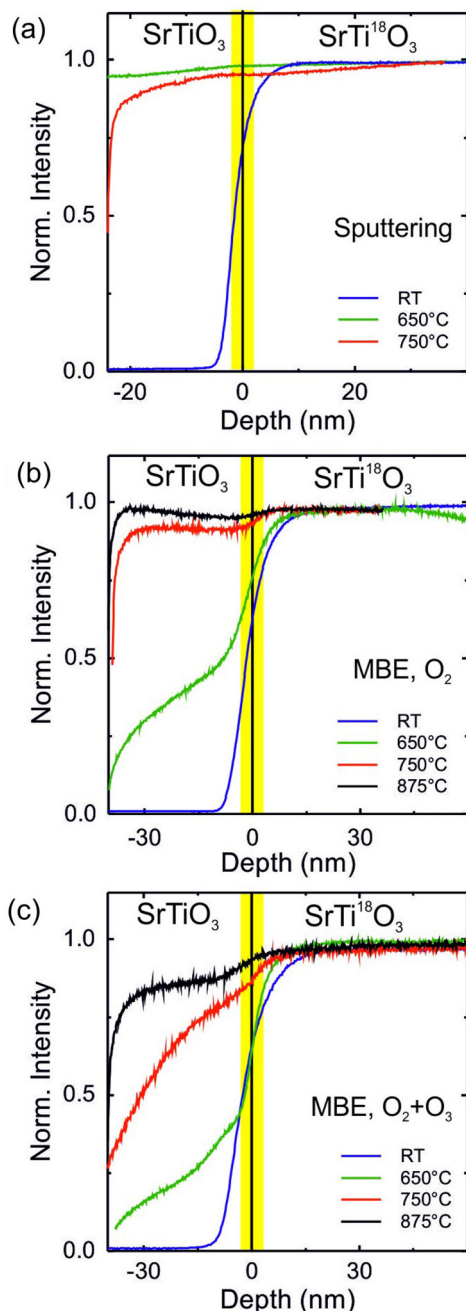 (a)
SrTiO₃ SrTi¹⁸O₃
1.0
0.5
0.0
Norm. Intensity
Sputtering
RT
650°C
750°C
-20 0 20
Depth (nm)
(b)
SrTiO₃ SrTi¹⁸O₃
1.0
0.5
0.0
Norm. Intensity
MBE, O₂
RT
650°C
750°C
875°C
-30 0 30
Depth (nm)
(c)
SrTiO₃ SrTi¹⁸O₃
1.0
0.5
0.0
Norm. Intensity
MBE, O₂+O₃
RT
650°C
750°C
875°C
-30 0 30
Depth (nm)